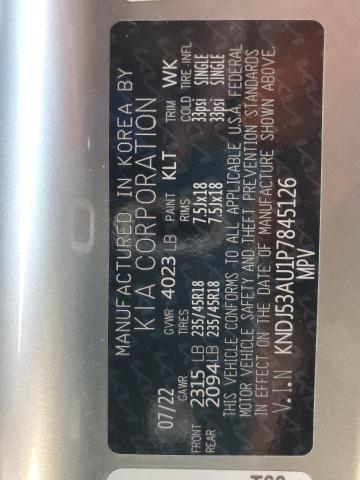 MANUFACTURED IN KOREA BY
KIA CORPORATION
07/22 GVWR 4023 LB PAINT KLT TRIM WK
GAWR TIRES RIMS COLD TIRE INFL
FRONT 2315 LB 235/45R18 7.5Jx18 33psi SINGLE
REAR 2094 LB 235/45R18 7.5Jx18 33psi SINGLE
THIS VEHICLE CONFORMS TO ALL APPLICABLE U.S.A. FEDERAL
MOTOR VEHICLE SAFETY AND THEFT PREVENTION STANDARDS
IN EFFECT ON THE DATE OF MANUFACTURE SHOWN ABOVE.
V.I.N KNDJ53AU1P7845126
MPV